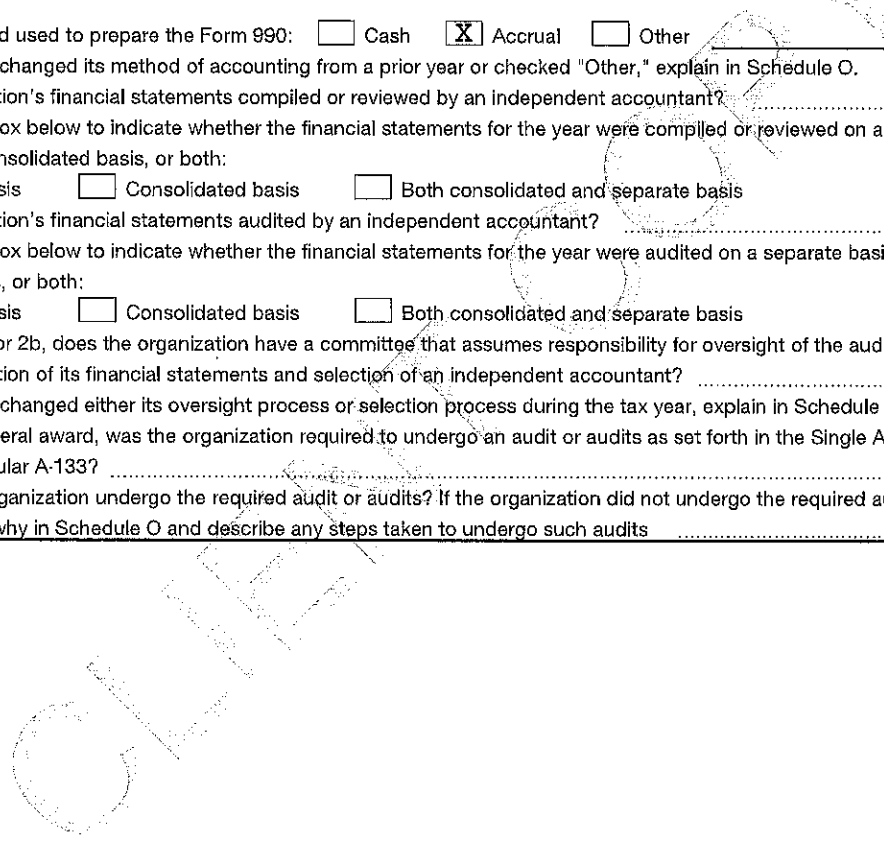 d used to prepare the Form 990: Cash X Accrual Other
changed its method of accounting from a prior year or checked "Other," explain in Schedule O.
tion's financial statements compiled or reviewed by an independent accountant?
ox below to indicate whether the financial statements for the year were compiled or reviewed on a
nsolidated basis, or both:
sis Consolidated basis Both consolidated and separate basis
tion's financial statements audited by an independent accountant?
ox below to indicate whether the financial statements for the year were audited on a separate basi
, or both:
sis Consolidated basis Both consolidated and separate basis
or 2b, does the organization have a committee that assumes responsibility for oversight of the aud
tion of its financial statements and selection of an independent accountant?
changed either its oversight process or selection process during the tax year, explain in Schedule
eral award, was the organization required to undergo an audit or audits as set forth in the Single A
ular A-133?
ganization undergo the required audit or audits? If the organization did not undergo the required a
why in Schedule O and describe any steps taken to undergo such audits
CLIENT COP